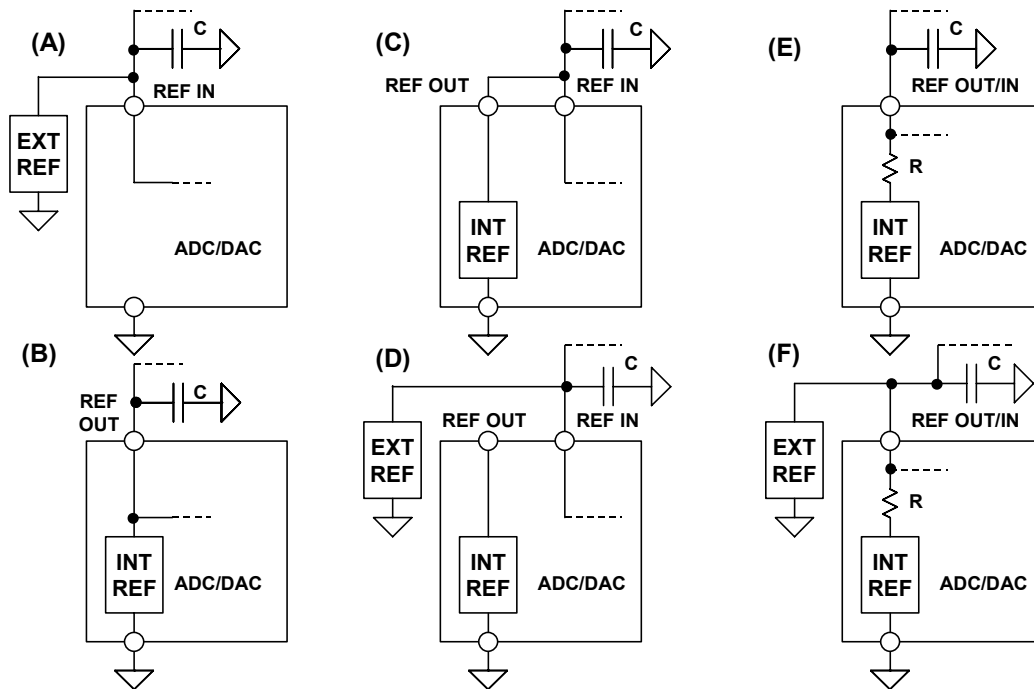 (A)
C
REF IN
EXT
REF
ADC/DAC
(B)
C
REF
OUT
INT
REF
ADC/DAC
(C)
C
REF OUT
REF IN
INT
REF
ADC/DAC
(D)
C
REF OUT
REF IN
EXT
REF
INT
REF
ADC/DAC
(E)
C
REF OUT/IN
R
INT
REF
ADC/DAC
(F)
C
REF OUT/IN
EXT
REF
R
INT
REF
ADC/DAC